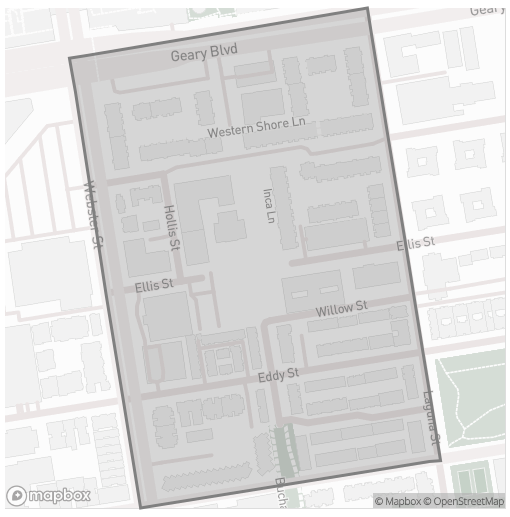 Geary
Geary Blvd
Western Shore Ln
Webster St
Hollis St
Inca Ln
Ellis St
Ellis St
Willow St
Eddy St
Laguna St
Bucha
mapbox
© Mapbox © OpenStreetMap